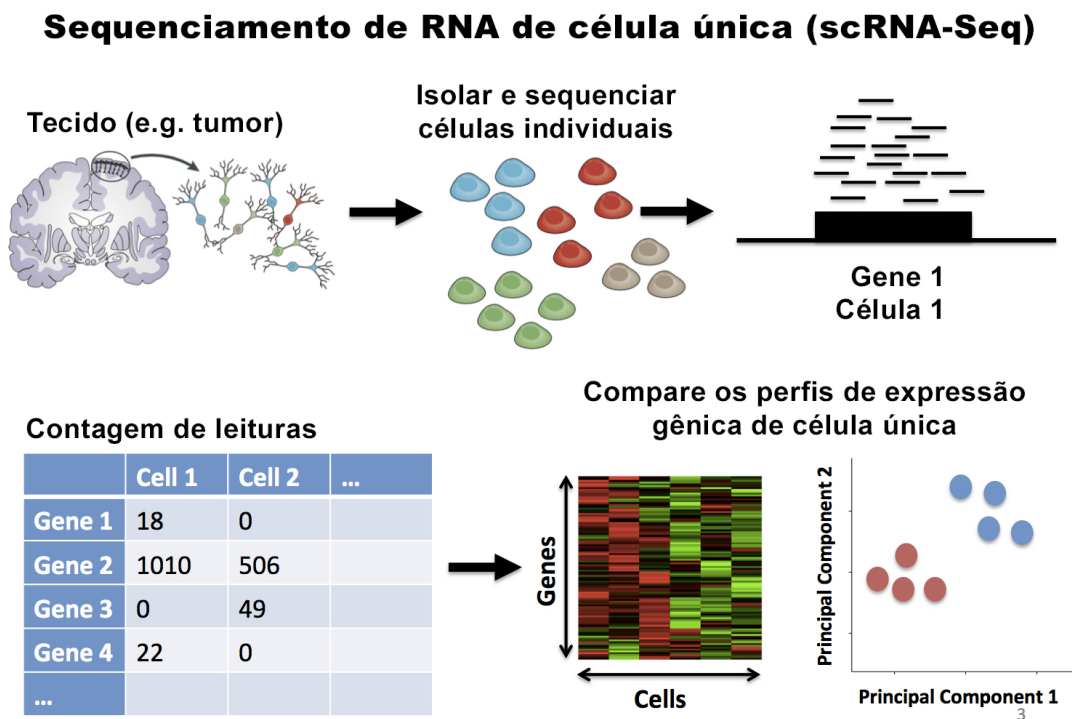 Sequenciamento de RNA de célula única (scRNA-Seq)
Tecido (e.g. tumor)
Isolar e sequenciar
células individuais
Gene 1
Célula 1
Contagem de leituras
Cell 1 Cell 2 ...
Gene 1 18 0
Gene 2 1010 506
Gene 3 0 49
Gene 4 22 0
...
Compare os perfis de expressão
gênica de célula única
Genes
Cells
Principal Component 2
Principal Component 1
3